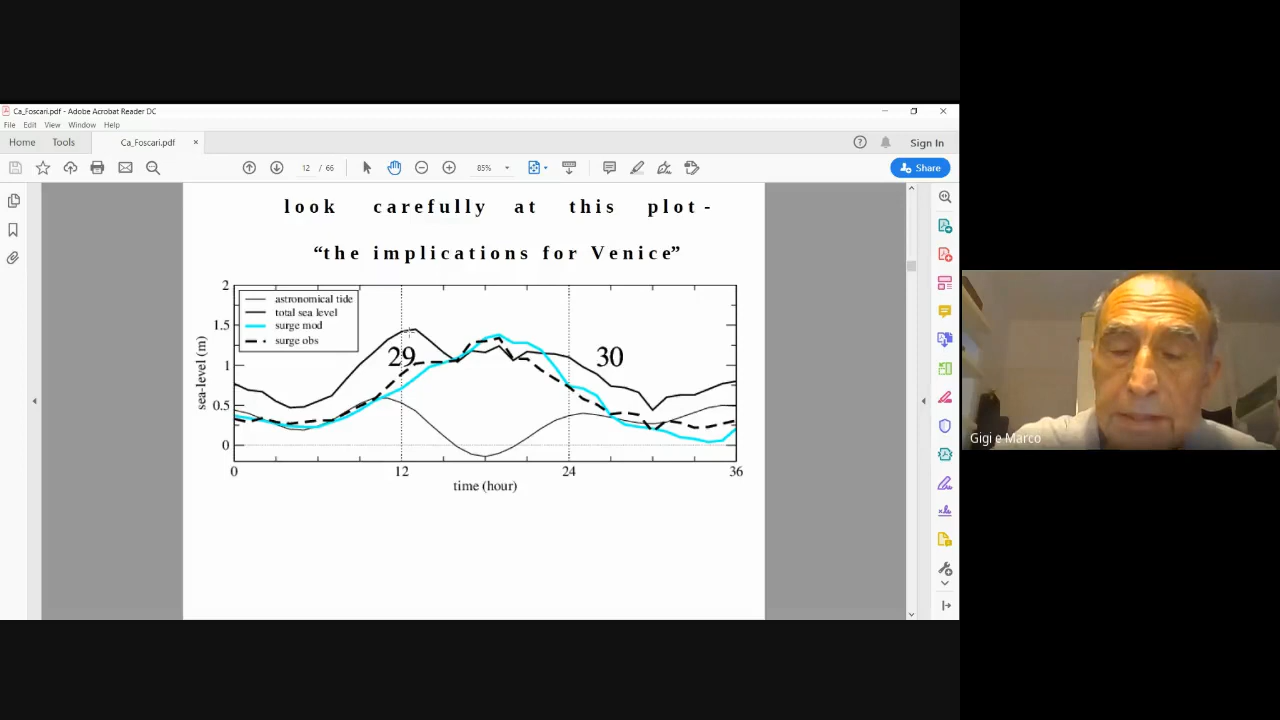 Ca_Foscari.pdf - Adobe Acrobat Reader DC
File Edit View Window Help
Home Tools Ca_Foscari.pdf × Sign In
12 / 66 85% Share
look carefully at this plot-
“the implications for Venice”
astronomical tide
total sea level
surge mod
surge obs
2
1.5
1
0.5
0
sea-level (m)
29 30
0 12 24 36
time (hour)
Gigi e Marco